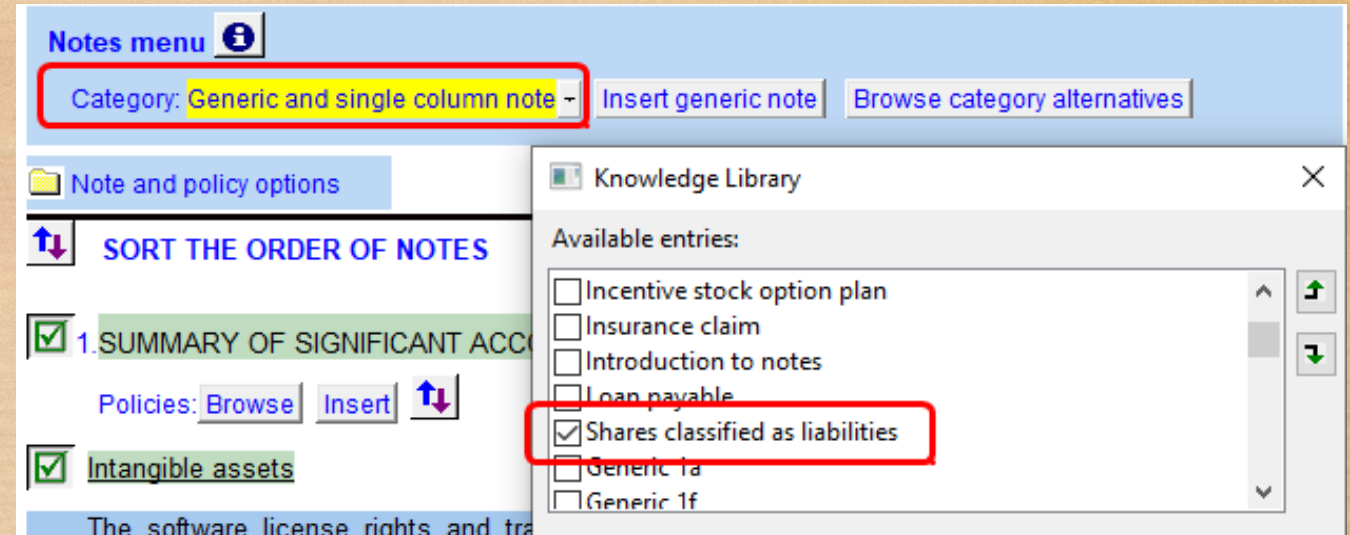 Notes menu
Category: Generic and single column note
Insert generic note
Browse category alternatives
Note and policy options
SORT THE ORDER OF NOTES
1. SUMMARY OF SIGNIFICANT ACCO
Policies: Browse Insert
Intangible assets
The software license rights and tra
Knowledge Library
Available entries:
Incentive stock option plan
Insurance claim
Introduction to notes
Loan payable
Shares classified as liabilities
Generic 1a
Generic 1f